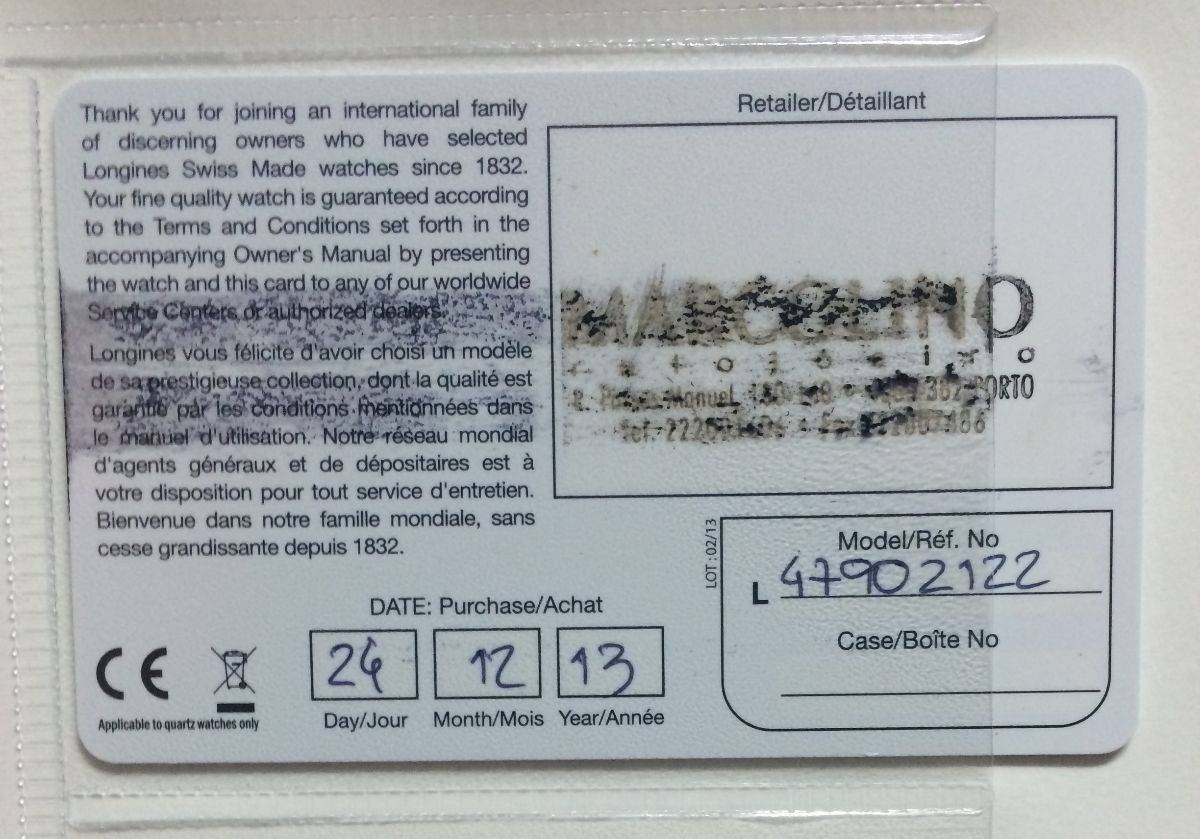 Thank you for joining an international family
of discerning owners who have selected
Longines Swiss Made watches since 1832.
Your fine quality watch is guaranteed according
to the Terms and Conditions set forth in the
accompanying Owner's Manual by presenting
the watch and this card to any of our worldwide
Service Centers or authorized dealers.
Longines vous félicite d'avoir choisi un modèle
de sa prestigieuse collection, dont la qualité est
garantie par les conditions mentionnées dans
le manuel d'utilisation. Notre réseau mondial
d'agents généraux et de dépositaires est à
votre disposition pour tout service d'entretien.
Bienvenue dans notre famille mondiale, sans
cesse grandissante depuis 1832.
Retailer/Détaillant
MARCOLINO
Manuel PORTO
LOT : 02/13
Model/Réf. No
L 47902122
Case/Boîte No
DATE: Purchase/Achat
24 12 13
Day/Jour Month/Mois Year/Année
CE
Applicable to quartz watches only